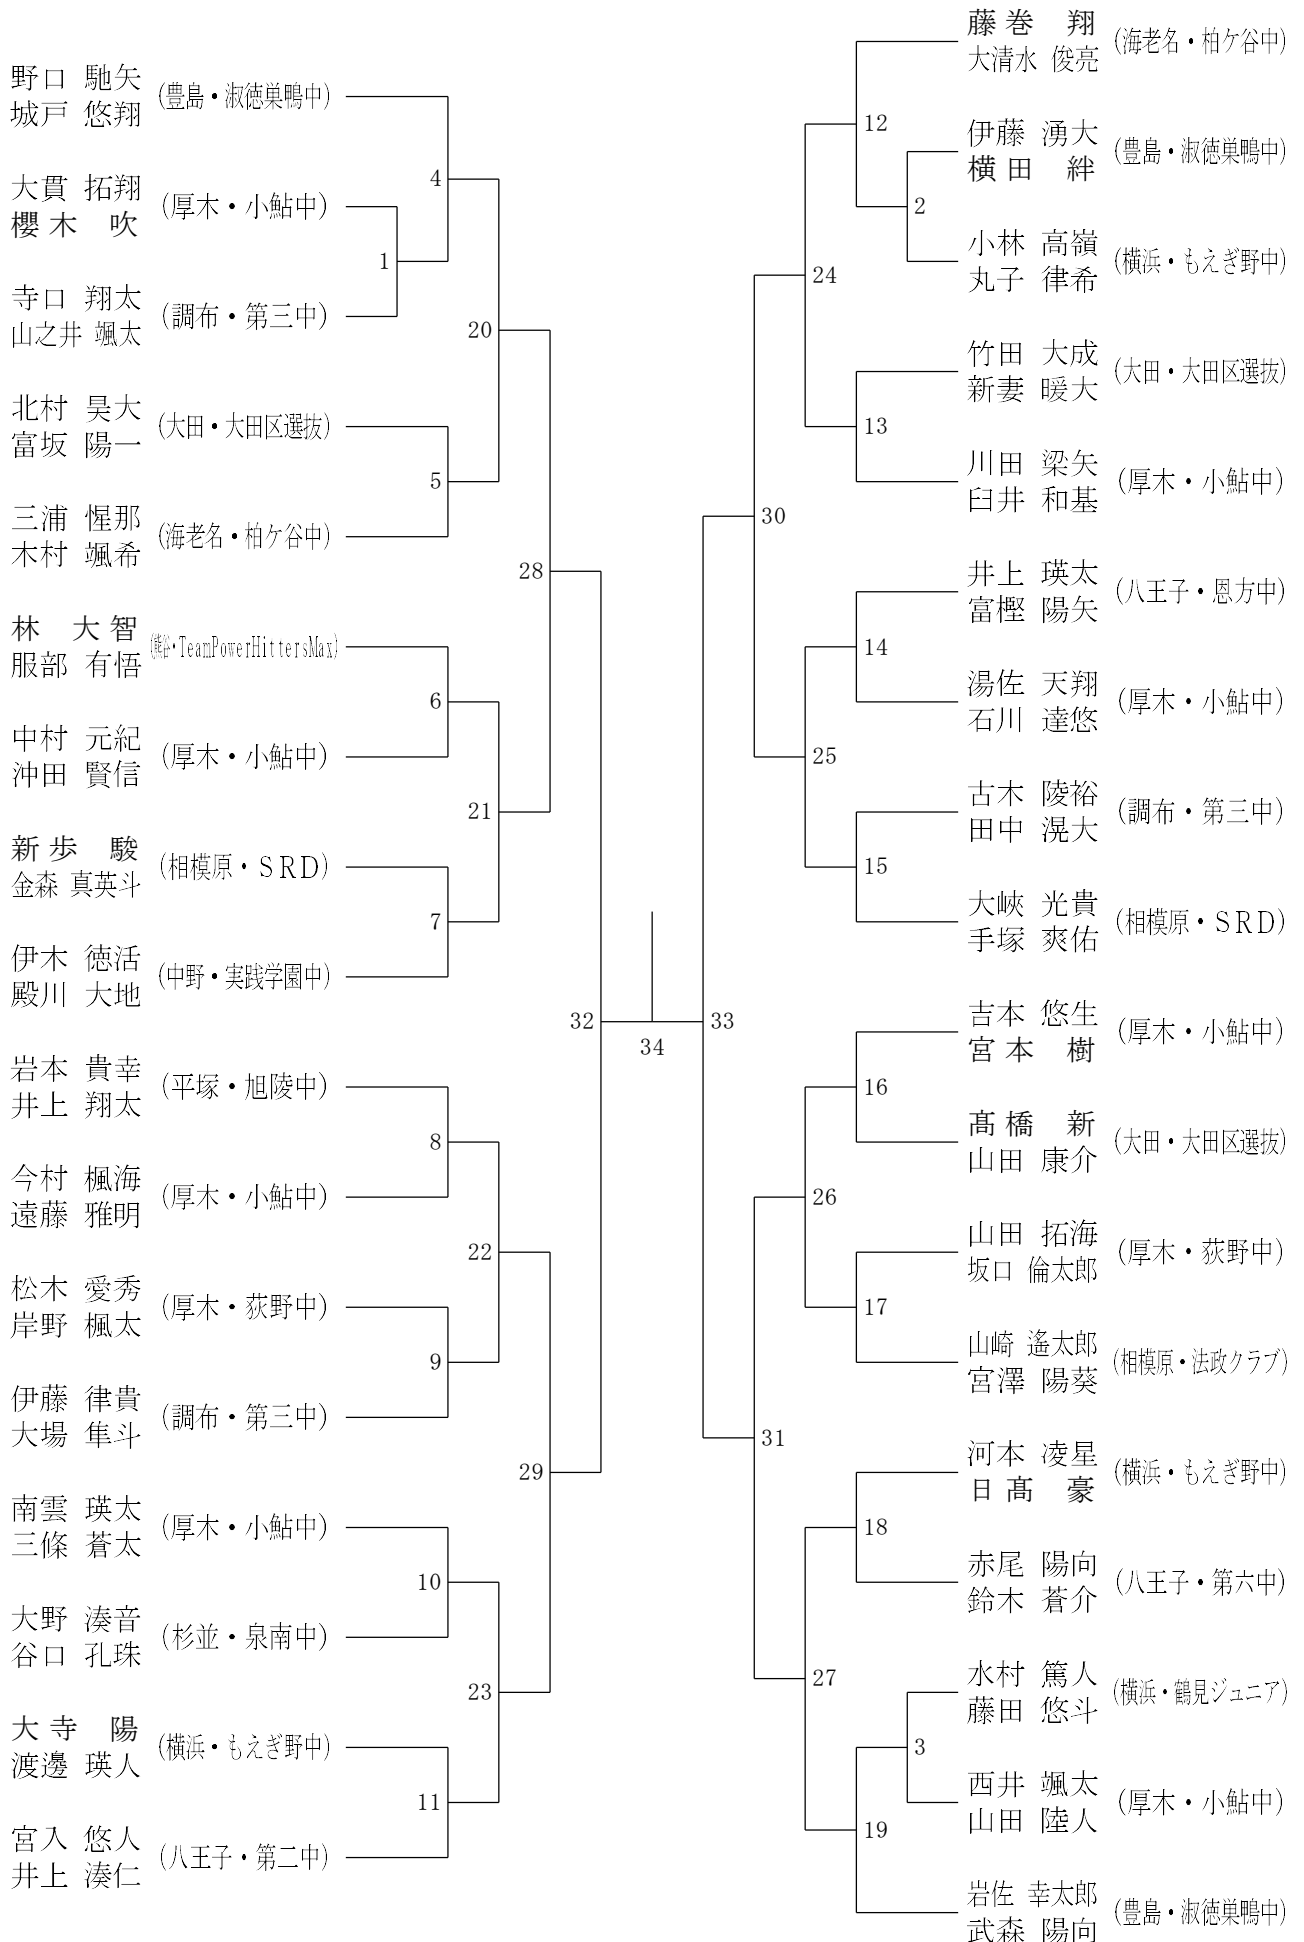 野口 馳矢
城戸 悠翔
(豊島・淑徳巣鴨中)
大貫 拓翔
櫻木 吹
(厚木・小鮎中)
寺口 翔太
山之井 颯太
(調布・第三中)
北村 昊大
富坂 陽一
(大田・大田区選抜)
三浦 惺那
木村 颯希
(海老名・柏ケ谷中)
林 大智
服部 有悟
(熊谷・TeamPowerHittersMax)
中村 元紀
沖田 賢信
(厚木・小鮎中)
新歩 駿
金森 真英斗
(相模原・SRD)
伊木 徳活
殿川 大地
(中野・実践学園中)
岩本 貴幸
井上 翔太
(平塚・旭陵中)
今村 楓海
遠藤 雅明
(厚木・小鮎中)
松木 愛秀
岸野 楓太
(厚木・荻野中)
伊藤 律貴
大場 隼斗
(調布・第三中)
南雲 瑛太
三條 蒼太
(厚木・小鮎中)
大野 湊音
谷口 孔珠
(杉並・泉南中)
大寺 陽
渡邊 瑛人
(横浜・もえぎ野中)
宮入 悠人
井上 湊仁
(八王子・第二中)
1
4
5
6
7
8
9
10
11
20
21
22
23
28
29
32
34
33
30
31
24
25
26
27
12
13
14
15
16
17
18
19
2
3
藤巻 翔
大清水 俊亮
(海老名・柏ケ谷中)
伊藤 湧大
横田 絆
(豊島・淑徳巣鴨中)
小林 高嶺
丸子 律希
(横浜・もえぎ野中)
竹田 大成
新妻 暖大
(大田・大田区選抜)
川田 梁矢
臼井 和基
(厚木・小鮎中)
井上 瑛太
富樫 陽矢
(八王子・恩方中)
湯佐 天翔
石川 達悠
(厚木・小鮎中)
古木 陵裕
田中 滉大
(調布・第三中)
大峽 光貴
手塚 爽佑
(相模原・SRD)
吉本 悠生
宮本 樹
(厚木・小鮎中)
髙橋 新
山田 康介
(大田・大田区選抜)
山田 拓海
坂口 倫太郎
(厚木・荻野中)
山崎 遙太郎
宮澤 陽葵
(相模原・法政クラブ)
河本 凌星
日髙 豪
(横浜・もえぎ野中)
赤尾 陽向
鈴木 蒼介
(八王子・第六中)
水村 篤人
藤田 悠斗
(横浜・鶴見ジュニア)
西井 颯太
山田 陸人
(厚木・小鮎中)
岩佐 幸太郎
武森 陽向
(豊島・淑徳巣鴨中)